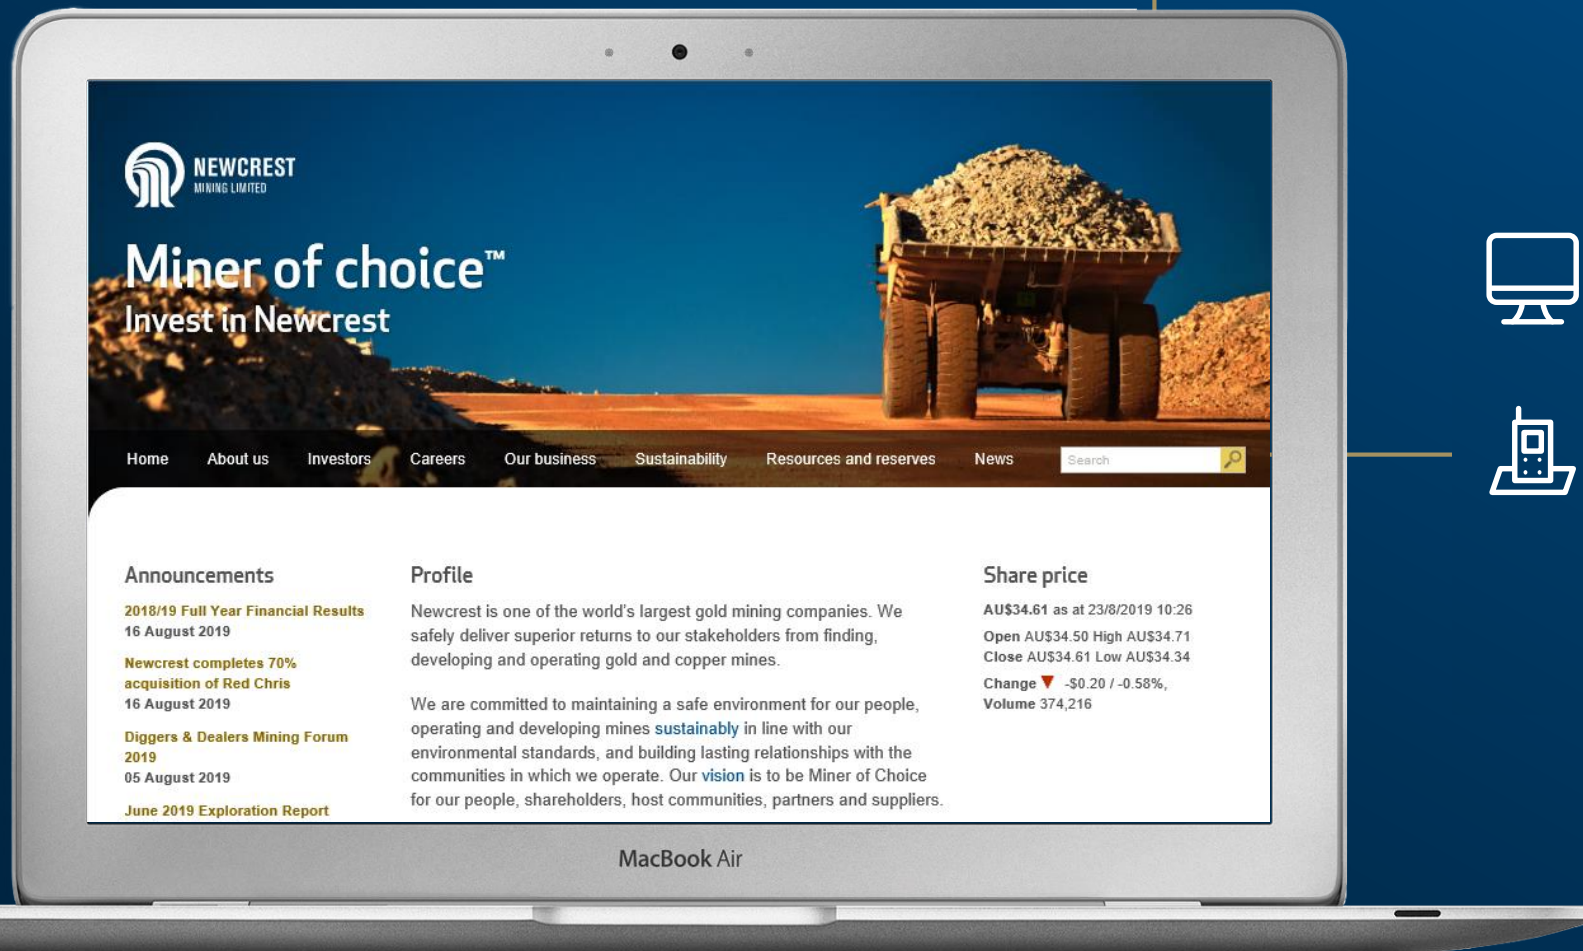 NEWCREST
MINING LIMITED
Miner of choice™
Invest in Newcrest
Home About us Investors Careers Our business Sustainability Resources and reserves News Search
Announcements
2018/19 Full Year Financial Results
16 August 2019
Newcrest completes 70%
acquisition of Red Chris
16 August 2019
Diggers & Dealers Mining Forum
2019
05 August 2019
June 2019 Exploration Report
Profile
Newcrest is one of the world's largest gold mining companies. We
safely deliver superior returns to our stakeholders from finding,
developing and operating gold and copper mines.
We are committed to maintaining a safe environment for our people,
operating and developing mines sustainably in line with our
environmental standards, and building lasting relationships with the
communities in which we operate. Our vision is to be Miner of Choice
for our people, shareholders, host communities, partners and suppliers.
Share price
AU$34.61 as at 23/8/2019 10:26
Open AU$34.50 High AU$34.71
Close AU$34.61 Low AU$34.34
Change ▼ -$0.20 / -0.58%,
Volume 374,216
MacBook Air